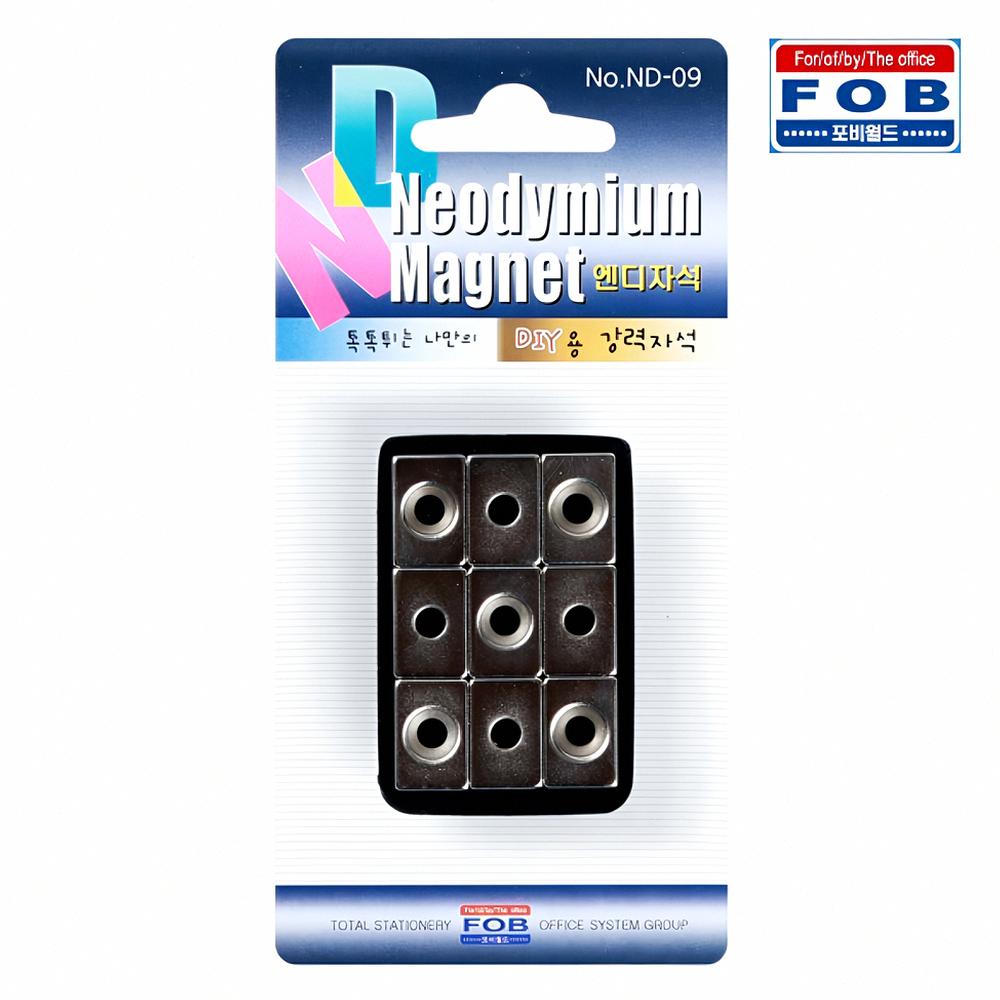 For/of/by/The office
FOB
포비월드
No.ND-09
ND
Neodymium
Magnet 엔디자석
톡톡튀는 나만의 DIY용 강력자석
TOTAL STATIONERY FOB OFFICE SYSTEM GROUP